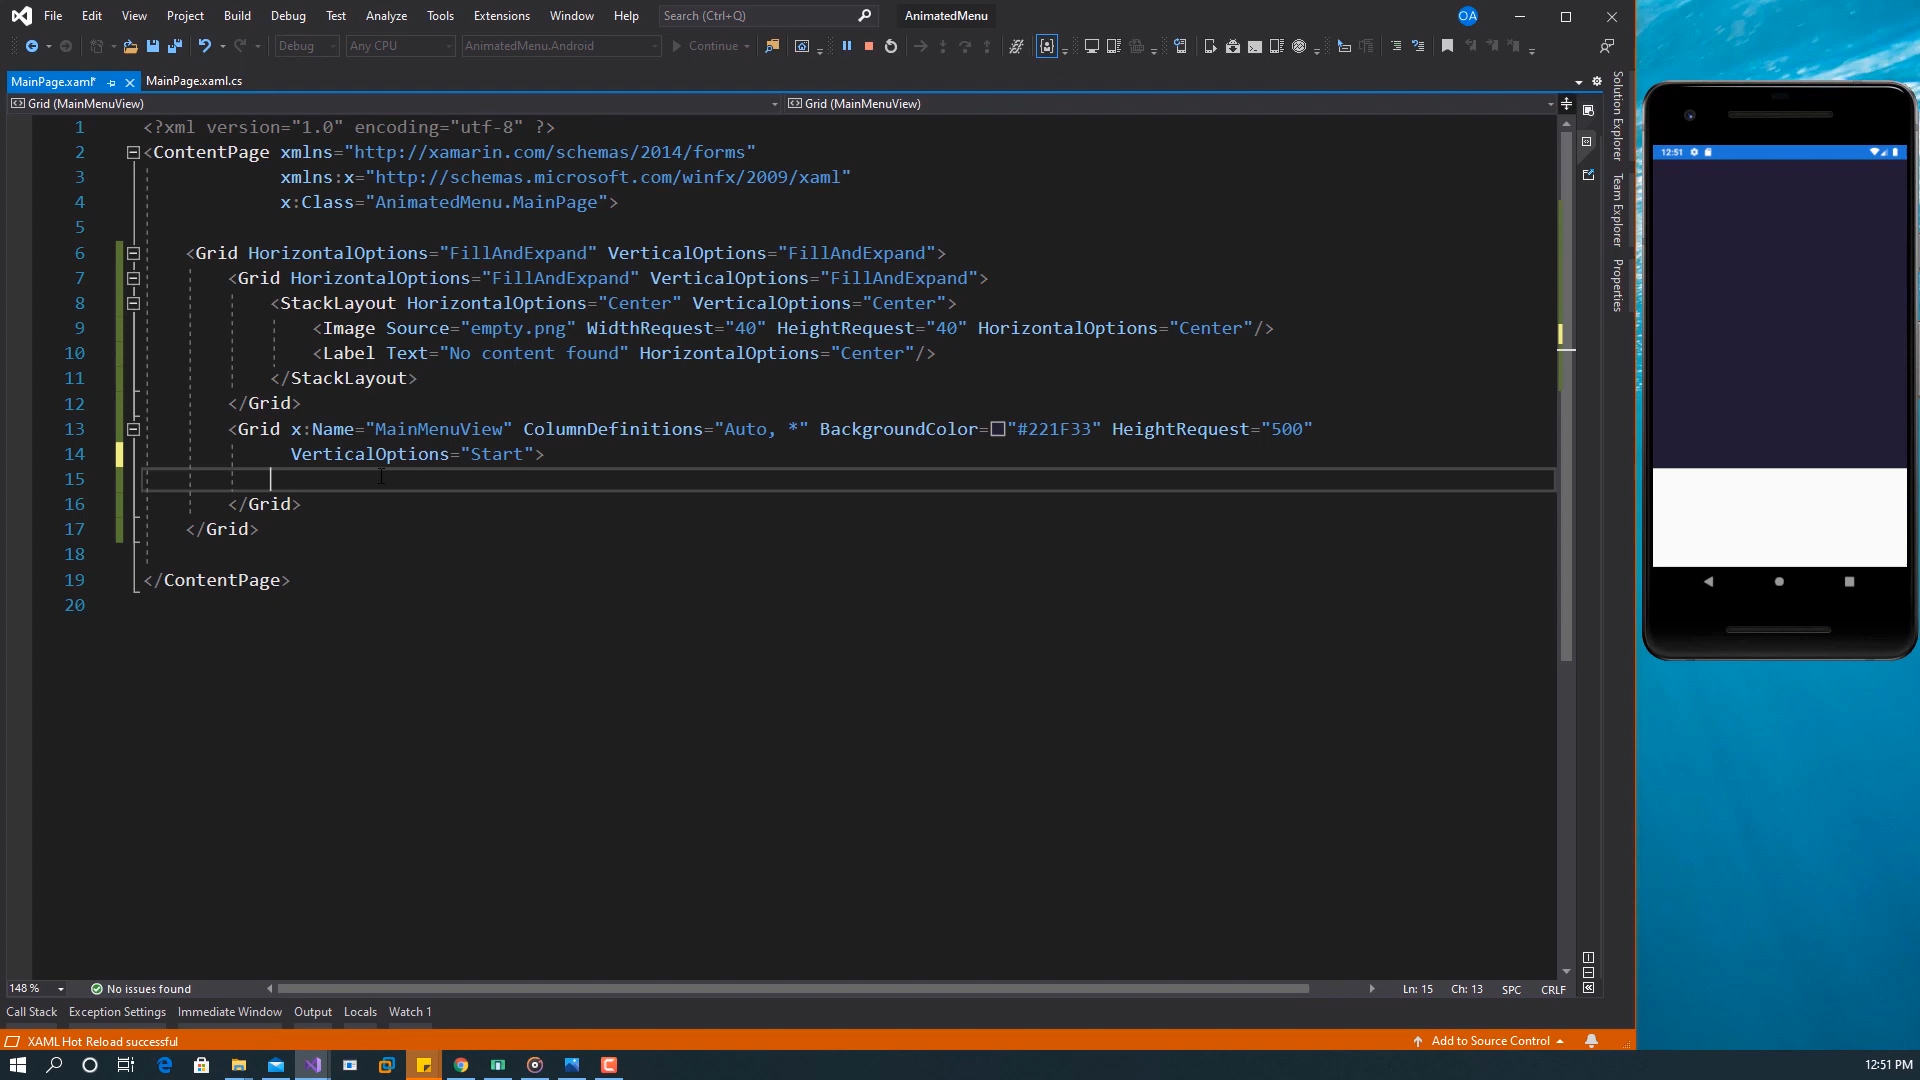 File Edit View Project Build Debug Test Analyze Tools Extensions Window Help Search (Ctrl+Q) AnimatedMenu OA
Debug Any CPU AnimatedMenu.Android Continue
MainPage.xaml* MainPage.xaml.cs
Grid (MainMenuView) Grid (MainMenuView)
1 <?xml version="1.0" encoding="utf-8" ?>
2 <ContentPage xmlns="http://xamarin.com/schemas/2014/forms"
3 xmlns:x="http://schemas.microsoft.com/winfx/2009/xaml"
4 x:Class="AnimatedMenu.MainPage">
5
6 <Grid HorizontalOptions="FillAndExpand" VerticalOptions="FillAndExpand">
7 <Grid HorizontalOptions="FillAndExpand" VerticalOptions="FillAndExpand">
8 <StackLayout HorizontalOptions="Center" VerticalOptions="Center">
9 <Image Source="empty.png" WidthRequest="40" HeightRequest="40" HorizontalOptions="Center"/>
10 <Label Text="No content found" HorizontalOptions="Center"/>
11 </StackLayout>
12 </Grid>
13 <Grid x:Name="MainMenuView" ColumnDefinitions="Auto, *" BackgroundColor="#221F33" HeightRequest="500"
14 VerticalOptions="Start">
15
16 </Grid>
17 </Grid>
18
19 </ContentPage>
20
Solution Explorer
Team Explorer
Properties
12:51
148 % No issues found Ln: 15 Ch: 13 SPC CRLF
Call Stack Exception Settings Immediate Window Output Locals Watch 1
XAML Hot Reload successful Add to Source Control
12:51 PM